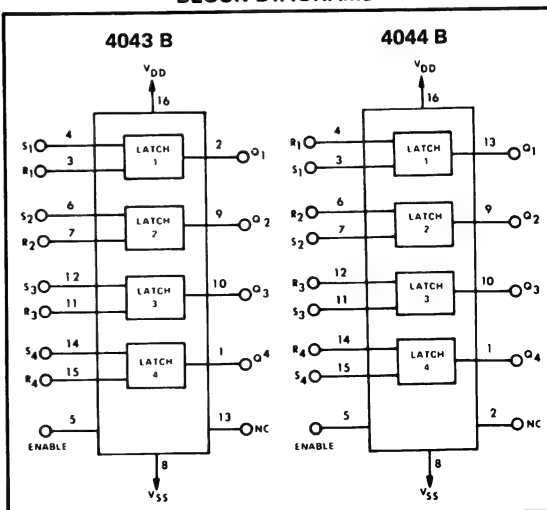 4043 B
VDD
16
S1 4 LATCH 1 2 Q1
R1 3
S2 6 LATCH 2 9 Q2
R2 7
S3 12 LATCH 3 10 Q3
R3 11
S4 14 LATCH 4 1 Q4
R4 15
5 13 NC
ENABLE
8
VSS
4044 B
VDD
16
R1 4 LATCH 1 13 Q1
S1 3
R2 6 LATCH 2 9 Q2
S2 7
R3 12 LATCH 3 10 Q3
S3 11
R4 14 LATCH 4 1 Q4
S4 15
5 2 NC
ENABLE
8
VSS